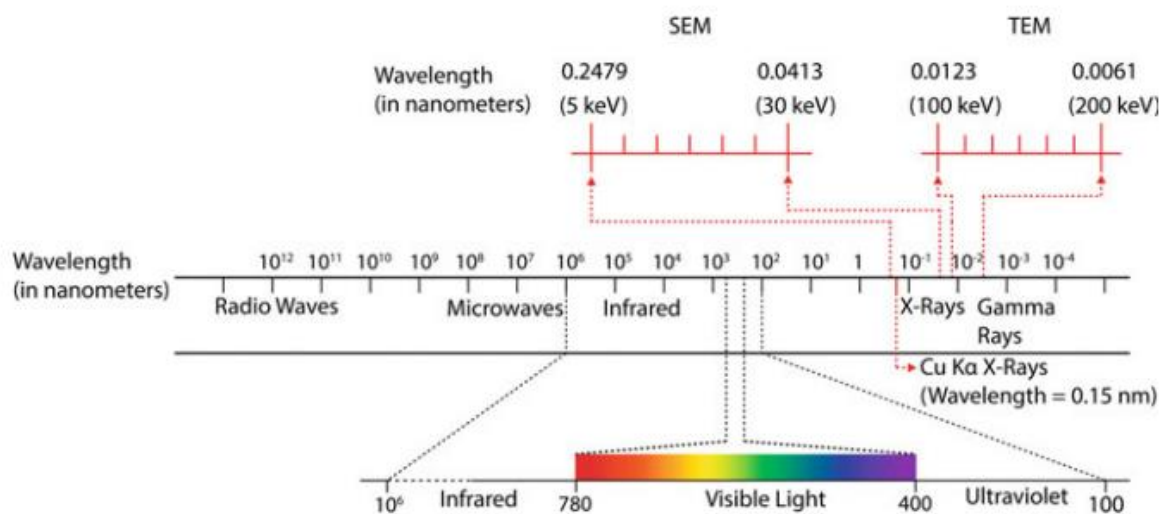 SEM TEM
Wavelength 0.2479 0.0413 0.0123 0.0061
(in nanometers) (5 keV) (30 keV) (100 keV) (200 keV)
Wavelength 10¹² 10¹¹ 10¹⁰ 10⁹ 10⁸ 10⁷ 10⁶ 10⁵ 10⁴ 10³ 10² 10¹ 1 10⁻¹ 10⁻² 10⁻³ 10⁻⁴
(in nanometers)
Radio Waves Microwaves Infrared X-Rays Gamma
Rays
Cu Kα X-Rays
(Wavelength = 0.15 nm)
Infrared Visible Light Ultraviolet
10⁶ 780 400 100